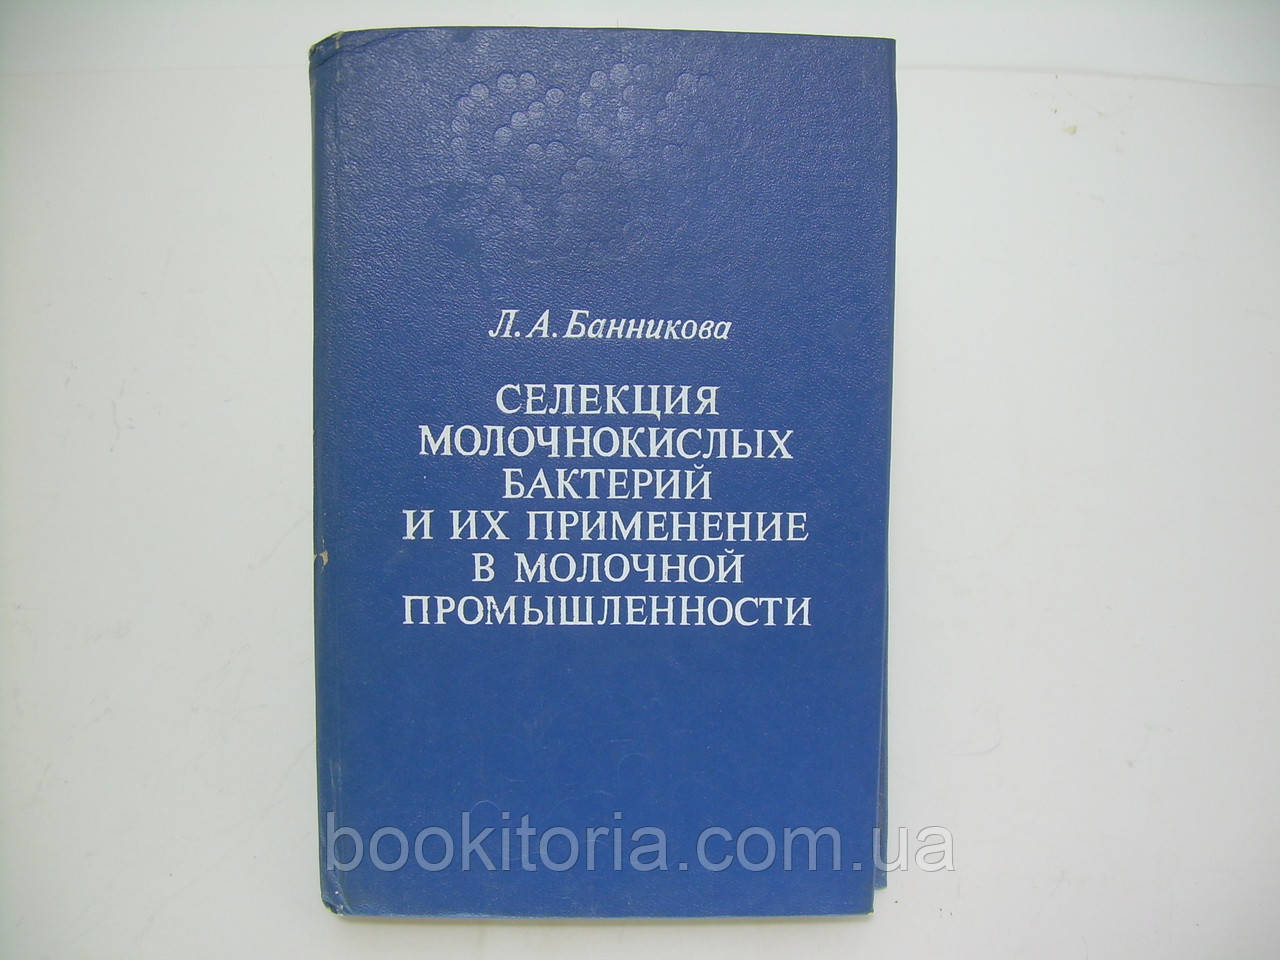 Л. А. Банникова
СЕЛЕКЦИЯ
МОЛОЧНОКИСЛЫХ
БАКТЕРИЙ
И ИХ ПРИМЕНЕНИЕ
В МОЛОЧНОЙ
ПРОМЫШЛЕННОСТИ
bookitoria.com.ua